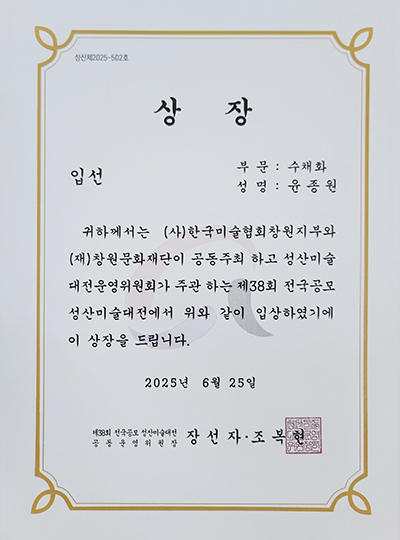 성산제2025-502호
상 장
입선
부 문 : 수채화
성 명 : 윤종원
귀하께서는 (사)한국미술협회창원지부와
(재)창원문화재단이 공동주최 하고 성산미술
대전운영위원회가 주관 하는 제38회 전국공모
성산미술대전에서 위와 같이 입상하였기에
이 상장을 드립니다.
2025년 6월 25일
제38회 전국공모 성산미술대전
공동운영위원장
장선자·조복현